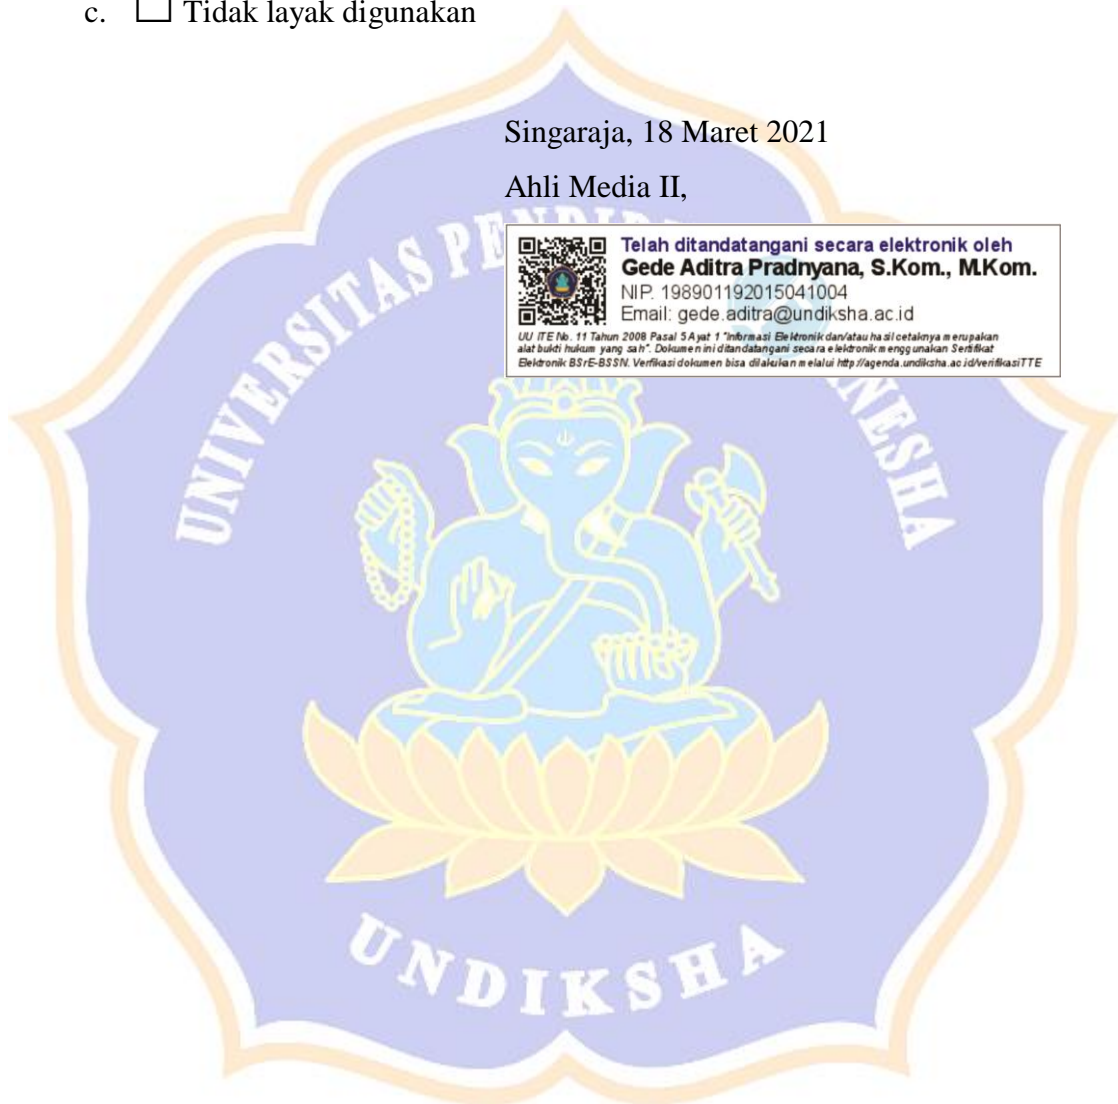 c. ☐ Tidak layak digunakan
Singaraja, 18 Maret 2021
Ahli Media II,
Telah ditandatangani secara elektronik oleh
Gede Aditra Pradnyana, S.Kom., M.Kom.
NIP. 198901192015041004
Email: gede.aditra@undiksha.ac.id
UU ITE No. 11 Tahun 2008 Pasal 5 Ayat 1 "Informasi Elektronik dan/atau hasil cetaknya merupakan
alat bukti hukum yang sah". Dokumen ini ditandatangani secara elektronik menggunakan Sertifikat
Elektronik BSrE-BSSN. Verfikasi dokumen bisa dilakukan melalui http://agenda.undiksha.ac.id/verifikasiTTE
UNIVERSITAS
UNDIKSHA